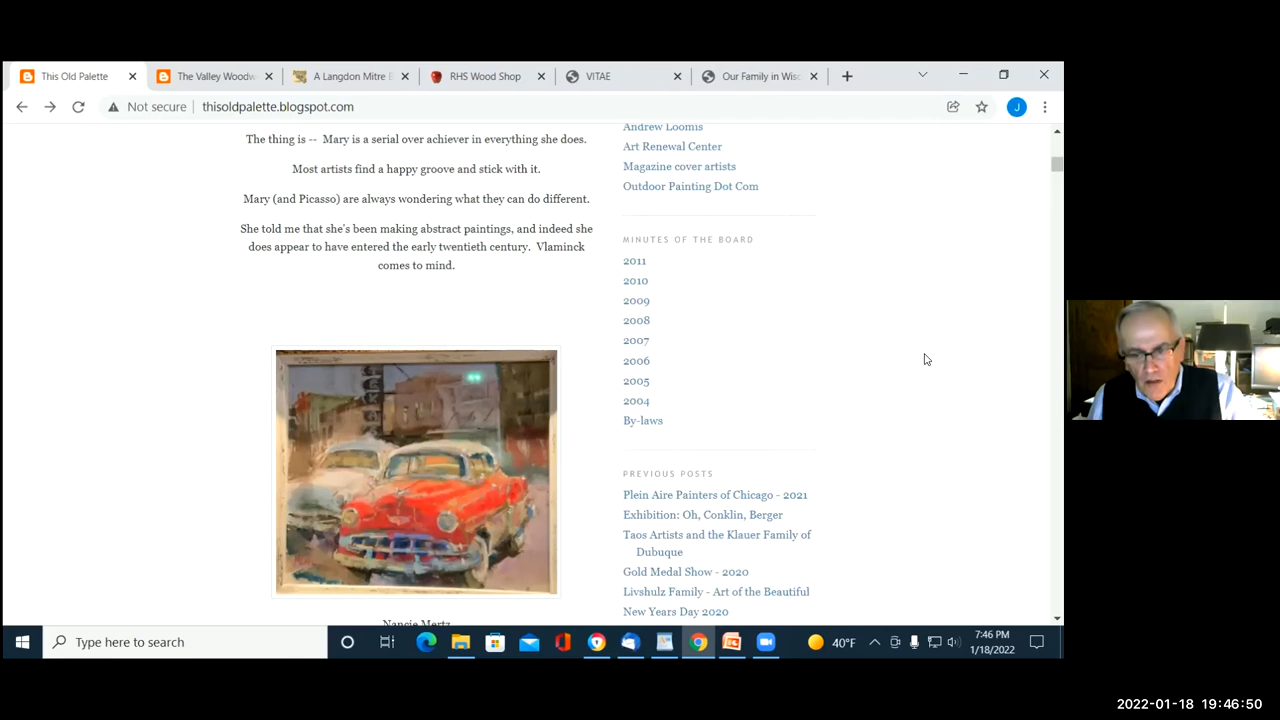 This Old Palette
The Valley Woodw
A Langdon Mitre B
RHS Wood Shop
VITAE
Our Family in Wisc
Not secure
thisoldpalette.blogspot.com
J
The thing is -- Mary is a serial over achiever in everything she does.
Most artists find a happy groove and stick with it.
Mary (and Picasso) are always wondering what they can do different.
She told me that she's been making abstract paintings, and indeed she
does appear to have entered the early twentieth century. Vlaminck
comes to mind.
Nancie Mertz
Andrew Loomis
Art Renewal Center
Magazine cover artists
Outdoor Painting Dot Com
MINUTES OF THE BOARD
2011
2010
2009
2008
2007
2006
2005
2004
By-laws
PREVIOUS POSTS
Plein Aire Painters of Chicago - 2021
Exhibition: Oh, Conklin, Berger
Taos Artists and the Klauer Family of
Dubuque
Gold Medal Show - 2020
Livshulz Family - Art of the Beautiful
New Years Day 2020
Type here to search
40°F
7:46 PM
1/18/2022
2022-01-18 19:46:50